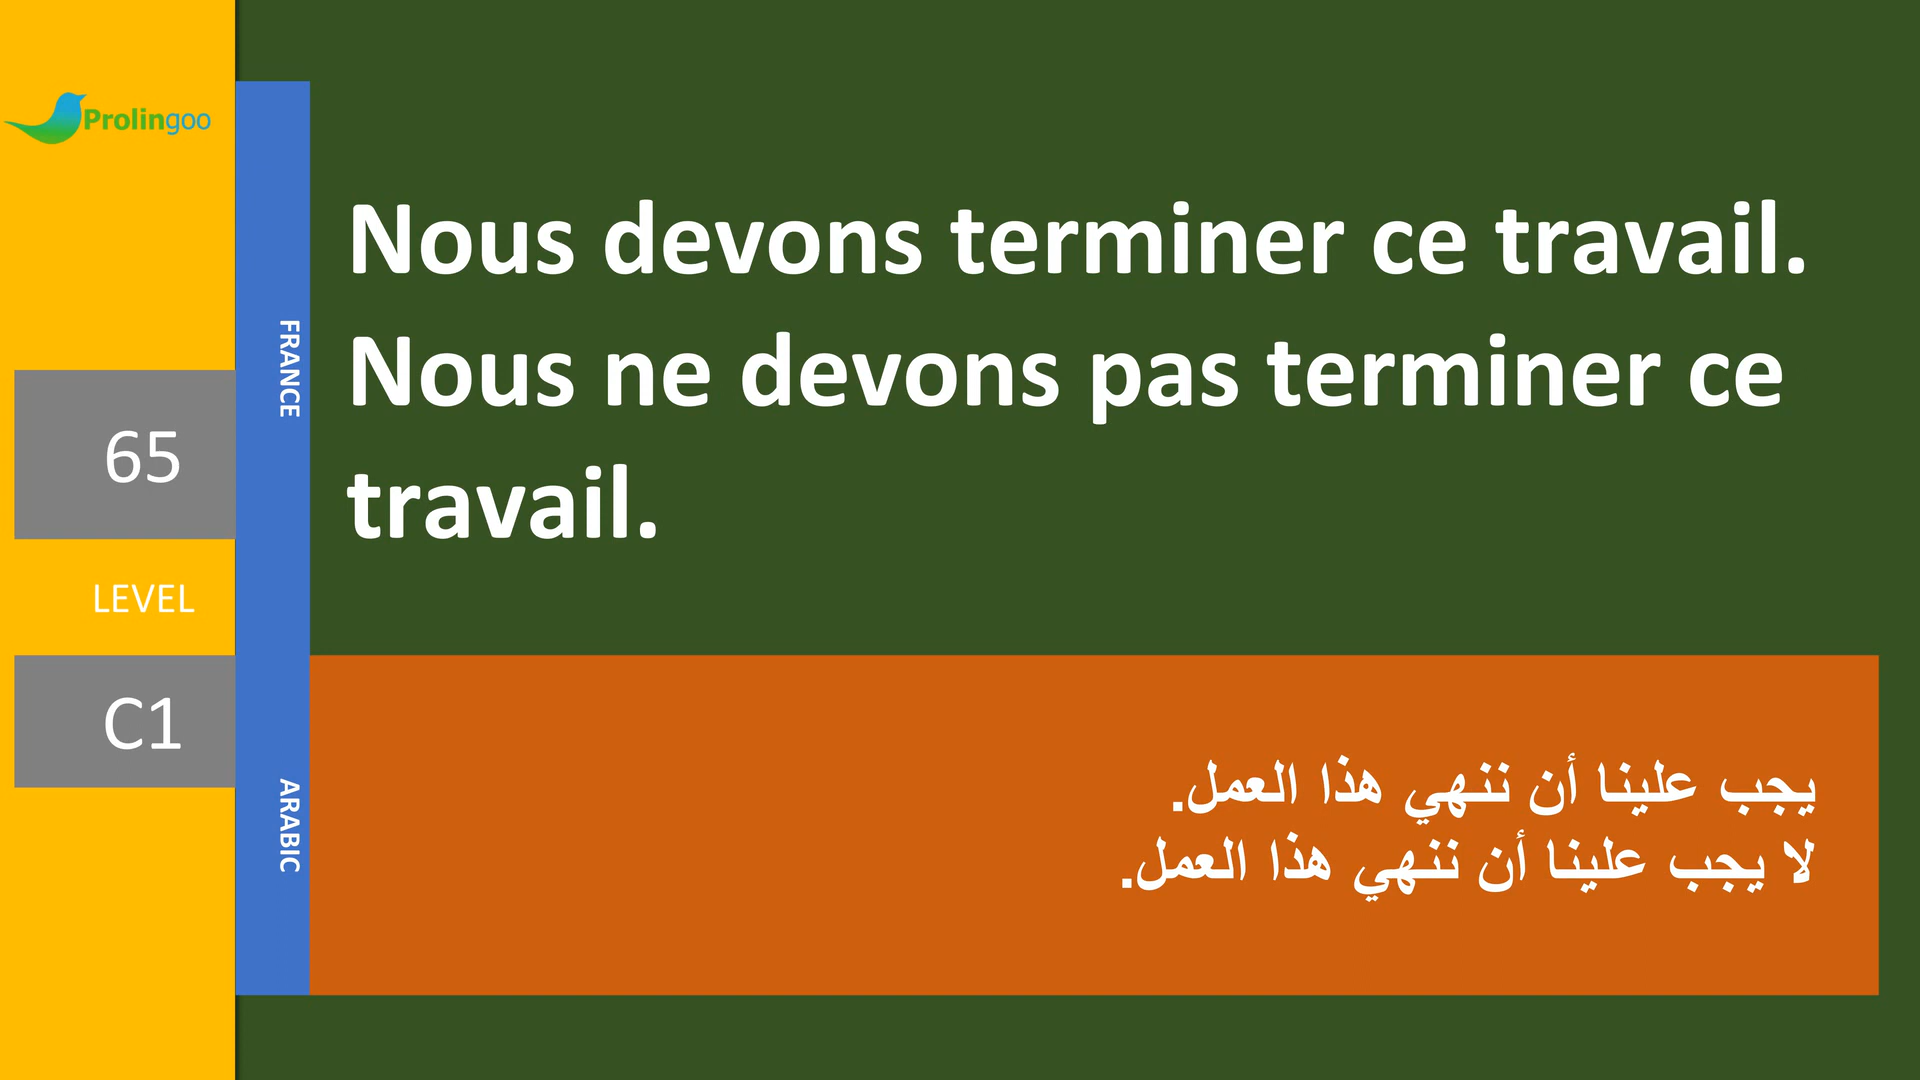 Prolingoo
65
LEVEL
C1
FRANCE
ARABIC
Nous devons terminer ce travail.
Nous ne devons pas terminer ce
travail.
يجب علينا أن ننهي هذا العمل.
لا يجب علينا أن ننهي هذا العمل.